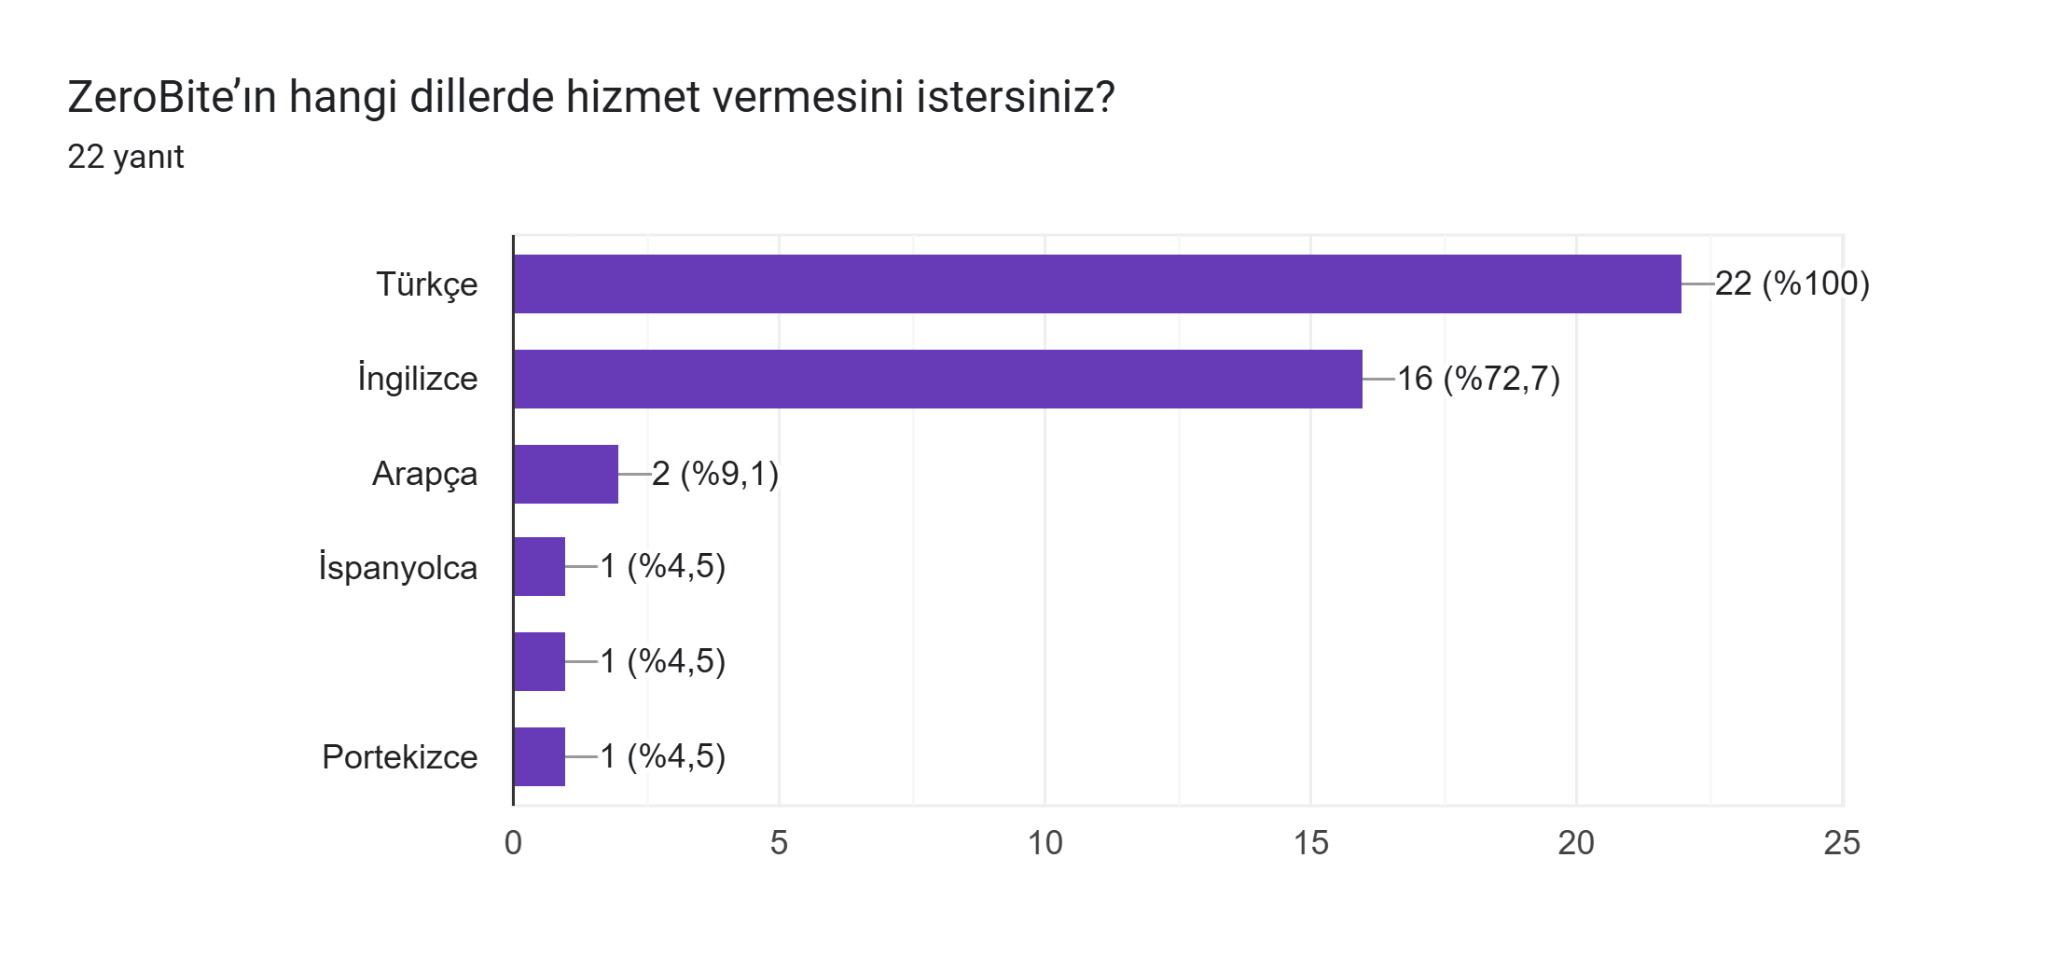 ZeroBite’ın hangi dillerde hizmet vermesini istersiniz?
22 yanıt
Türkçe 22 (%100)
İngilizce 16 (%72,7)
Arapça 2 (%9,1)
İspanyolca 1 (%4,5)
1 (%4,5)
Portekizce 1 (%4,5)
0 5 10 15 20 25